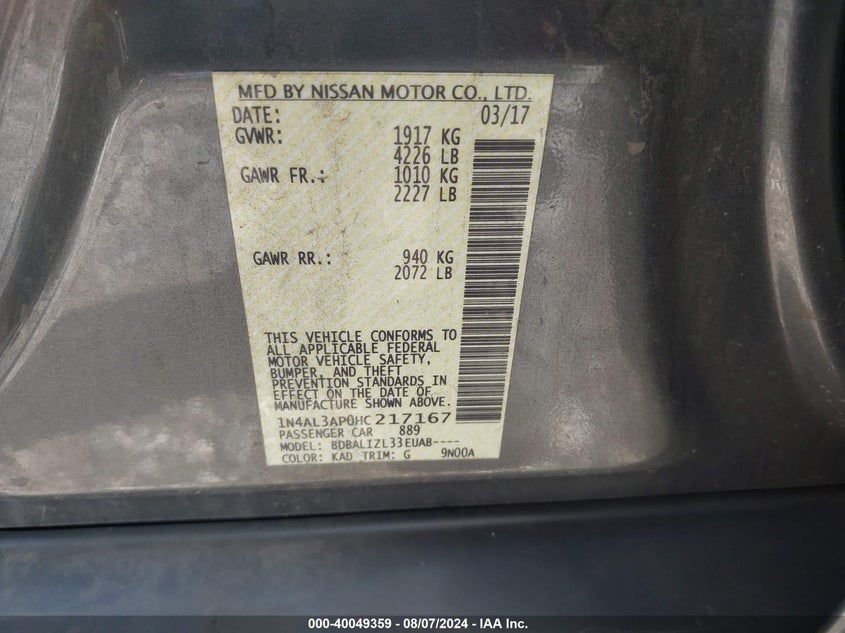 MFD BY NISSAN MOTOR CO., LTD.
DATE: 03/17
GVWR: 1917 KG
4226 LB
GAWR FR.: 1010 KG
2227 LB
GAWR RR.: 940 KG
2072 LB
THIS VEHICLE CONFORMS TO
ALL APPLICABLE FEDERAL
MOTOR VEHICLE SAFETY,
BUMPER, AND THEFT
PREVENTION STANDARDS IN
EFFECT ON THE DATE OF
MANUFACTURE SHOWN ABOVE.
1N4AL3AP0HC217167
PASSENGER CAR 889
MODEL: BDBALIZL33EUAB----
COLOR: KAD TRIM: G 9N00A
000-40049359 - 08/07/2024 - IAA Inc.